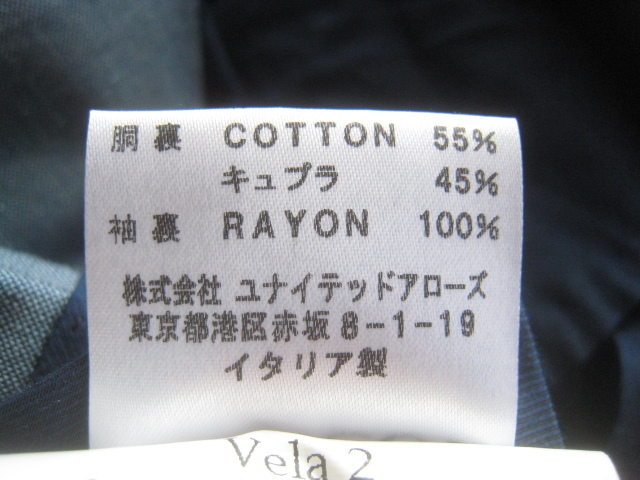 胴裏 COTTON 55%
キュプラ 45%
袖裏 RAYON 100%
株式会社 ユナイテッドアローズ
東京都港区赤坂8-1-19
イタリア製
Vela 2